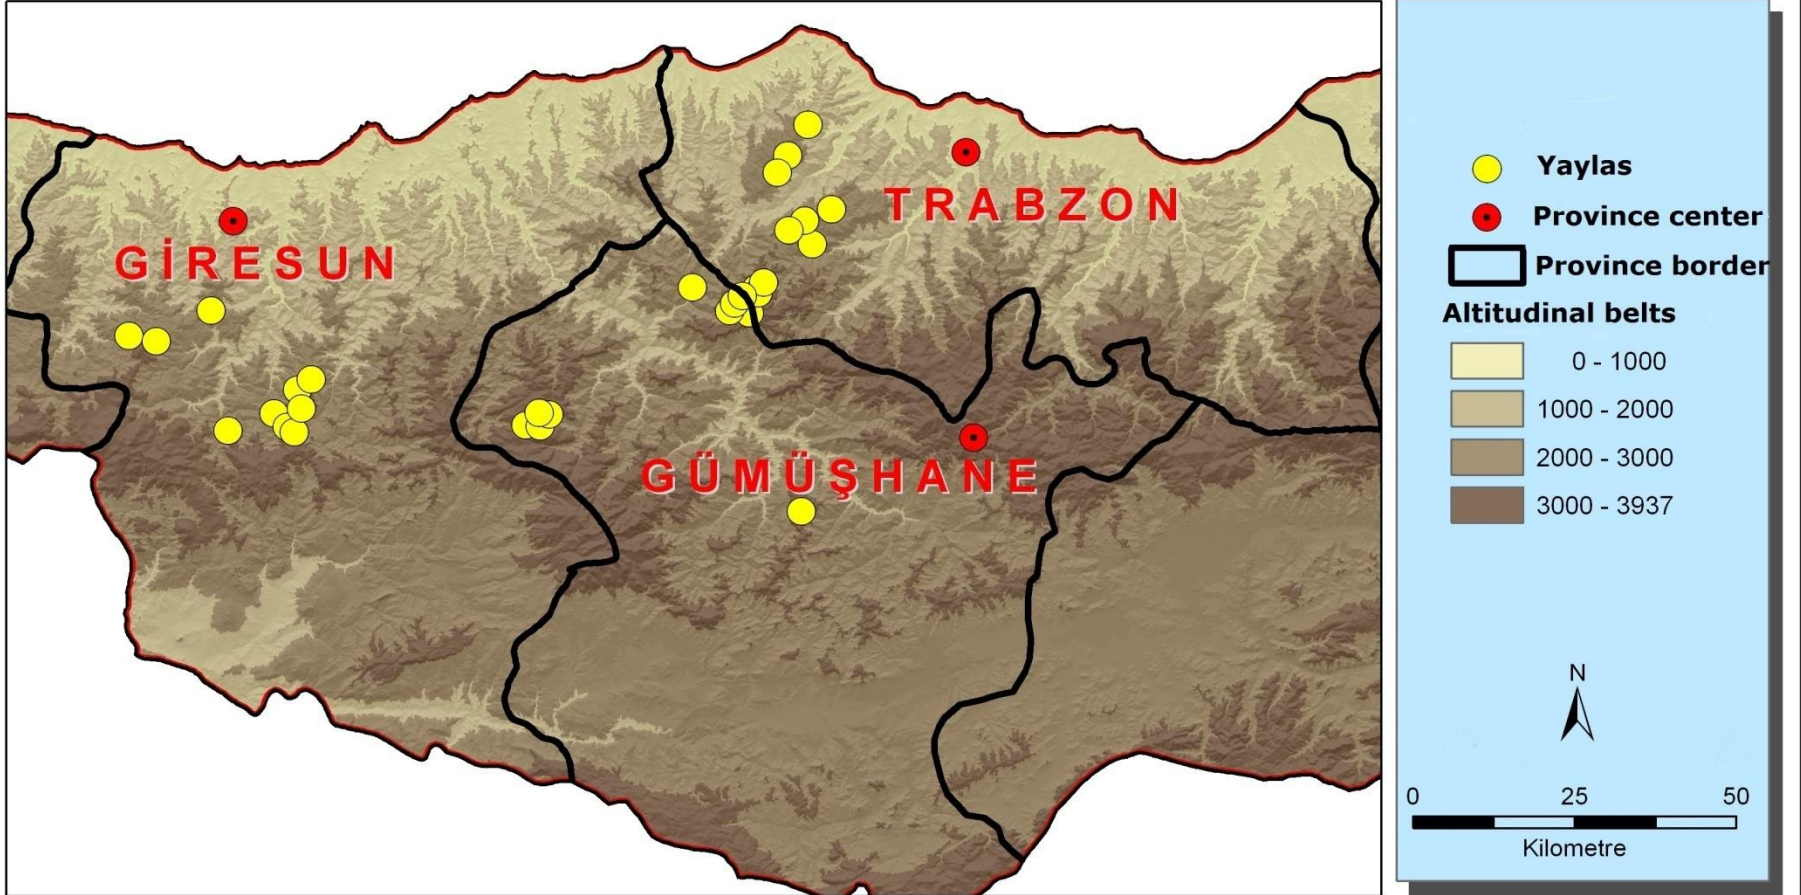 TRABZON
GİRESUN
GÜMÜŞHANE
Yaylas
Province center
Province border
Altitudinal belts
0 - 1000
1000 - 2000
2000 - 3000
3000 - 3937
N
0 25 50
Kilometre